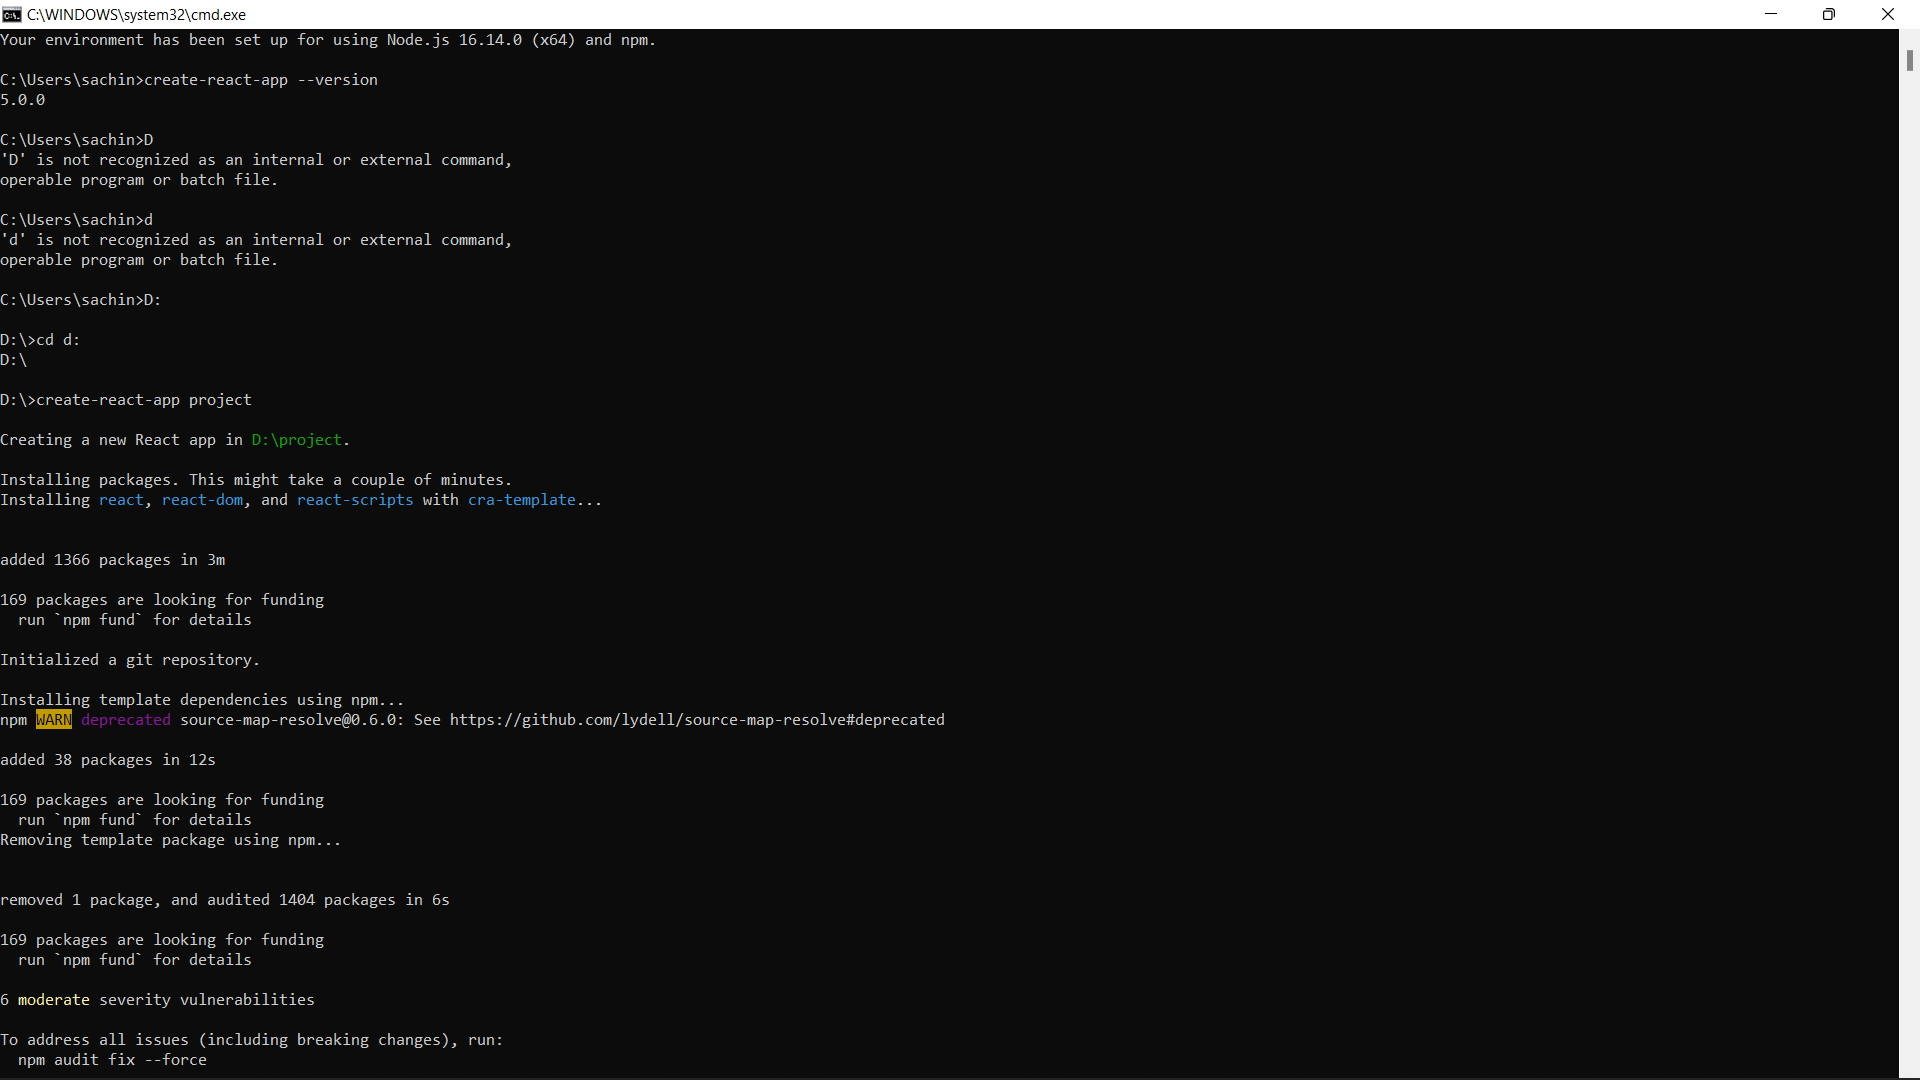 C:\WINDOWS\system32\cmd.exe
Your environment has been set up for using Node.js 16.14.0 (x64) and npm.
C:\Users\sachin>create-react-app --version
5.0.0
C:\Users\sachin>D
'D' is not recognized as an internal or external command,
operable program or batch file.
C:\Users\sachin>d
'd' is not recognized as an internal or external command,
operable program or batch file.
C:\Users\sachin>D:
D:\>cd d:
D:\
D:\>create-react-app project
Creating a new React app in D:\project.
Installing packages. This might take a couple of minutes.
Installing react, react-dom, and react-scripts with cra-template...
added 1366 packages in 3m
169 packages are looking for funding
  run `npm fund` for details
Initialized a git repository.
Installing template dependencies using npm...
npm WARN deprecated source-map-resolve@0.6.0: See https://github.com/lydell/source-map-resolve#deprecated
added 38 packages in 12s
169 packages are looking for funding
  run `npm fund` for details
Removing template package using npm...
removed 1 package, and audited 1404 packages in 6s
169 packages are looking for funding
  run `npm fund` for details
6 moderate severity vulnerabilities
To address all issues (including breaking changes), run:
  npm audit fix --force